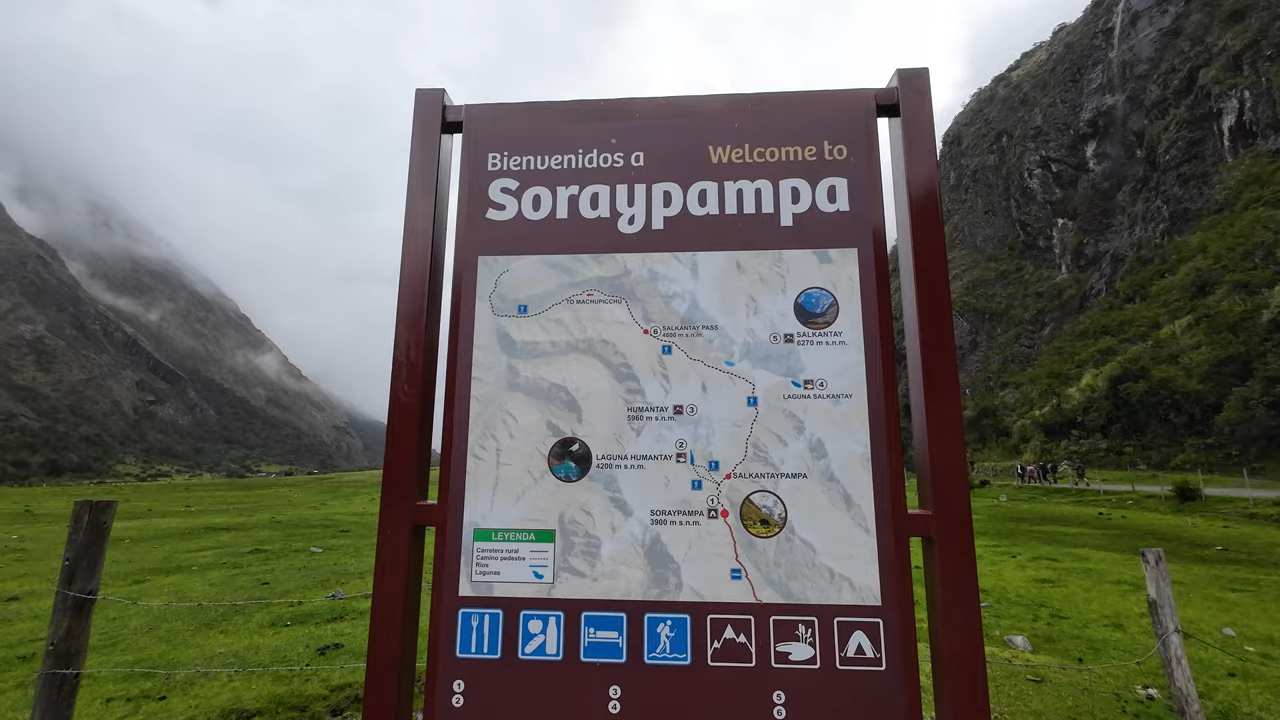 Bienvenidos a Welcome to
Soraypampa
TO MACHUPICCHU
6 SALKANTAY PASS
4600 m s.n.m.
SALKANTAY
5 6270 m s.n.m.
4
LAGUNA SALKANTAY
HUMANTAY 3
5960 m s.n.m.
2
LAGUNA HUMANTAY
4200 m s.n.m.
SALKANTAYPAMPA
1
SORAYPAMPA
3900 m s.n.m.
LEYENDA
Carretera rural
Camino pedestre
Ríos
Lagunas
1 3 5
2 4 6